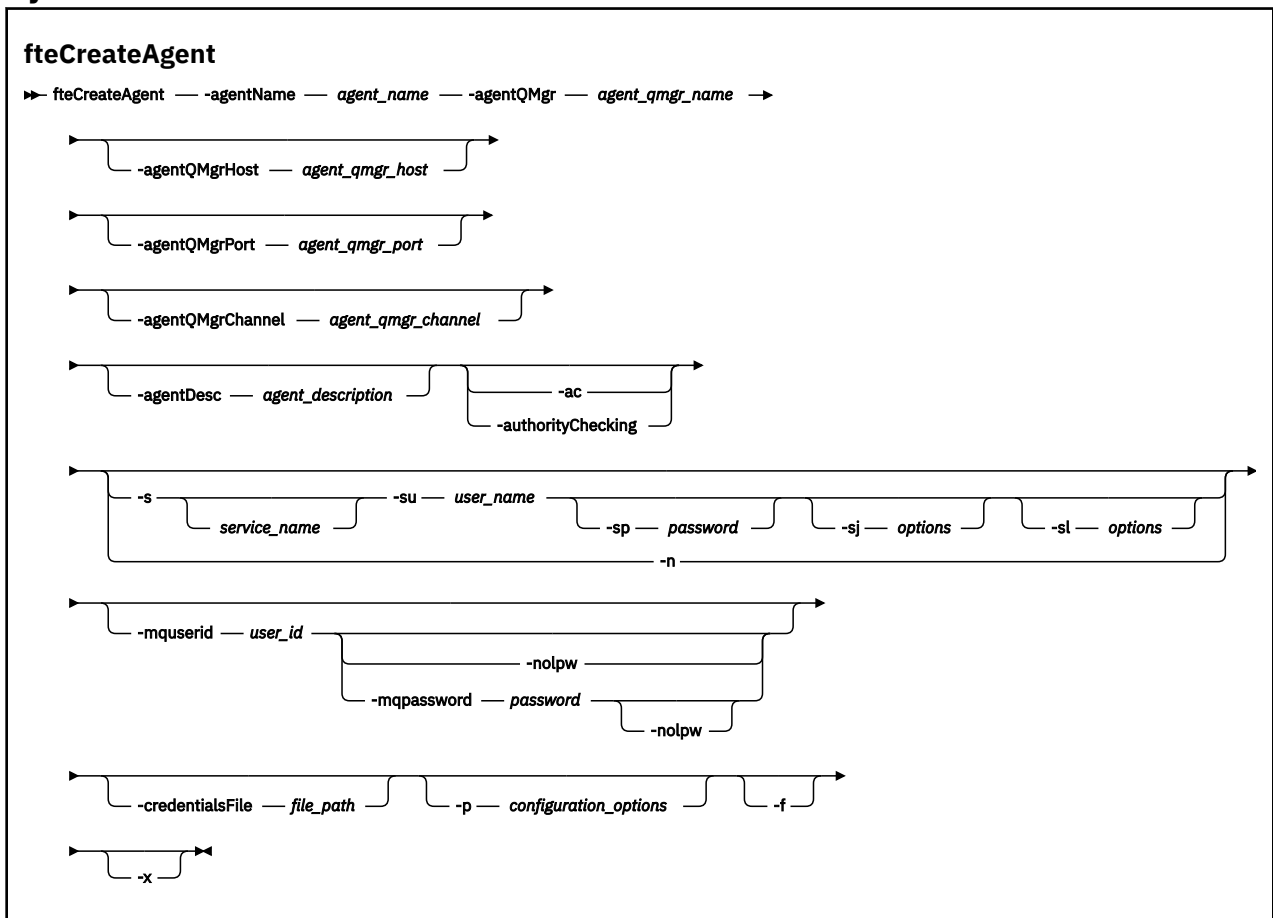 fteCreateAgent
fteCreateAgent -agentName agent_name -agentQMgr agent_qmgr_name
-agentQMgrHost agent_qmgr_host
-agentQMgrPort agent_qmgr_port
-agentQMgrChannel agent_qmgr_channel
-agentDesc agent_description -ac
-authorityChecking
-s -su user_name
service_name -sp password -sj options -sl options
-n
-mquserid user_id
-nolpw
-mqpassword password
-nolpw
-credentialsFile file_path -p configuration_options -f
-x